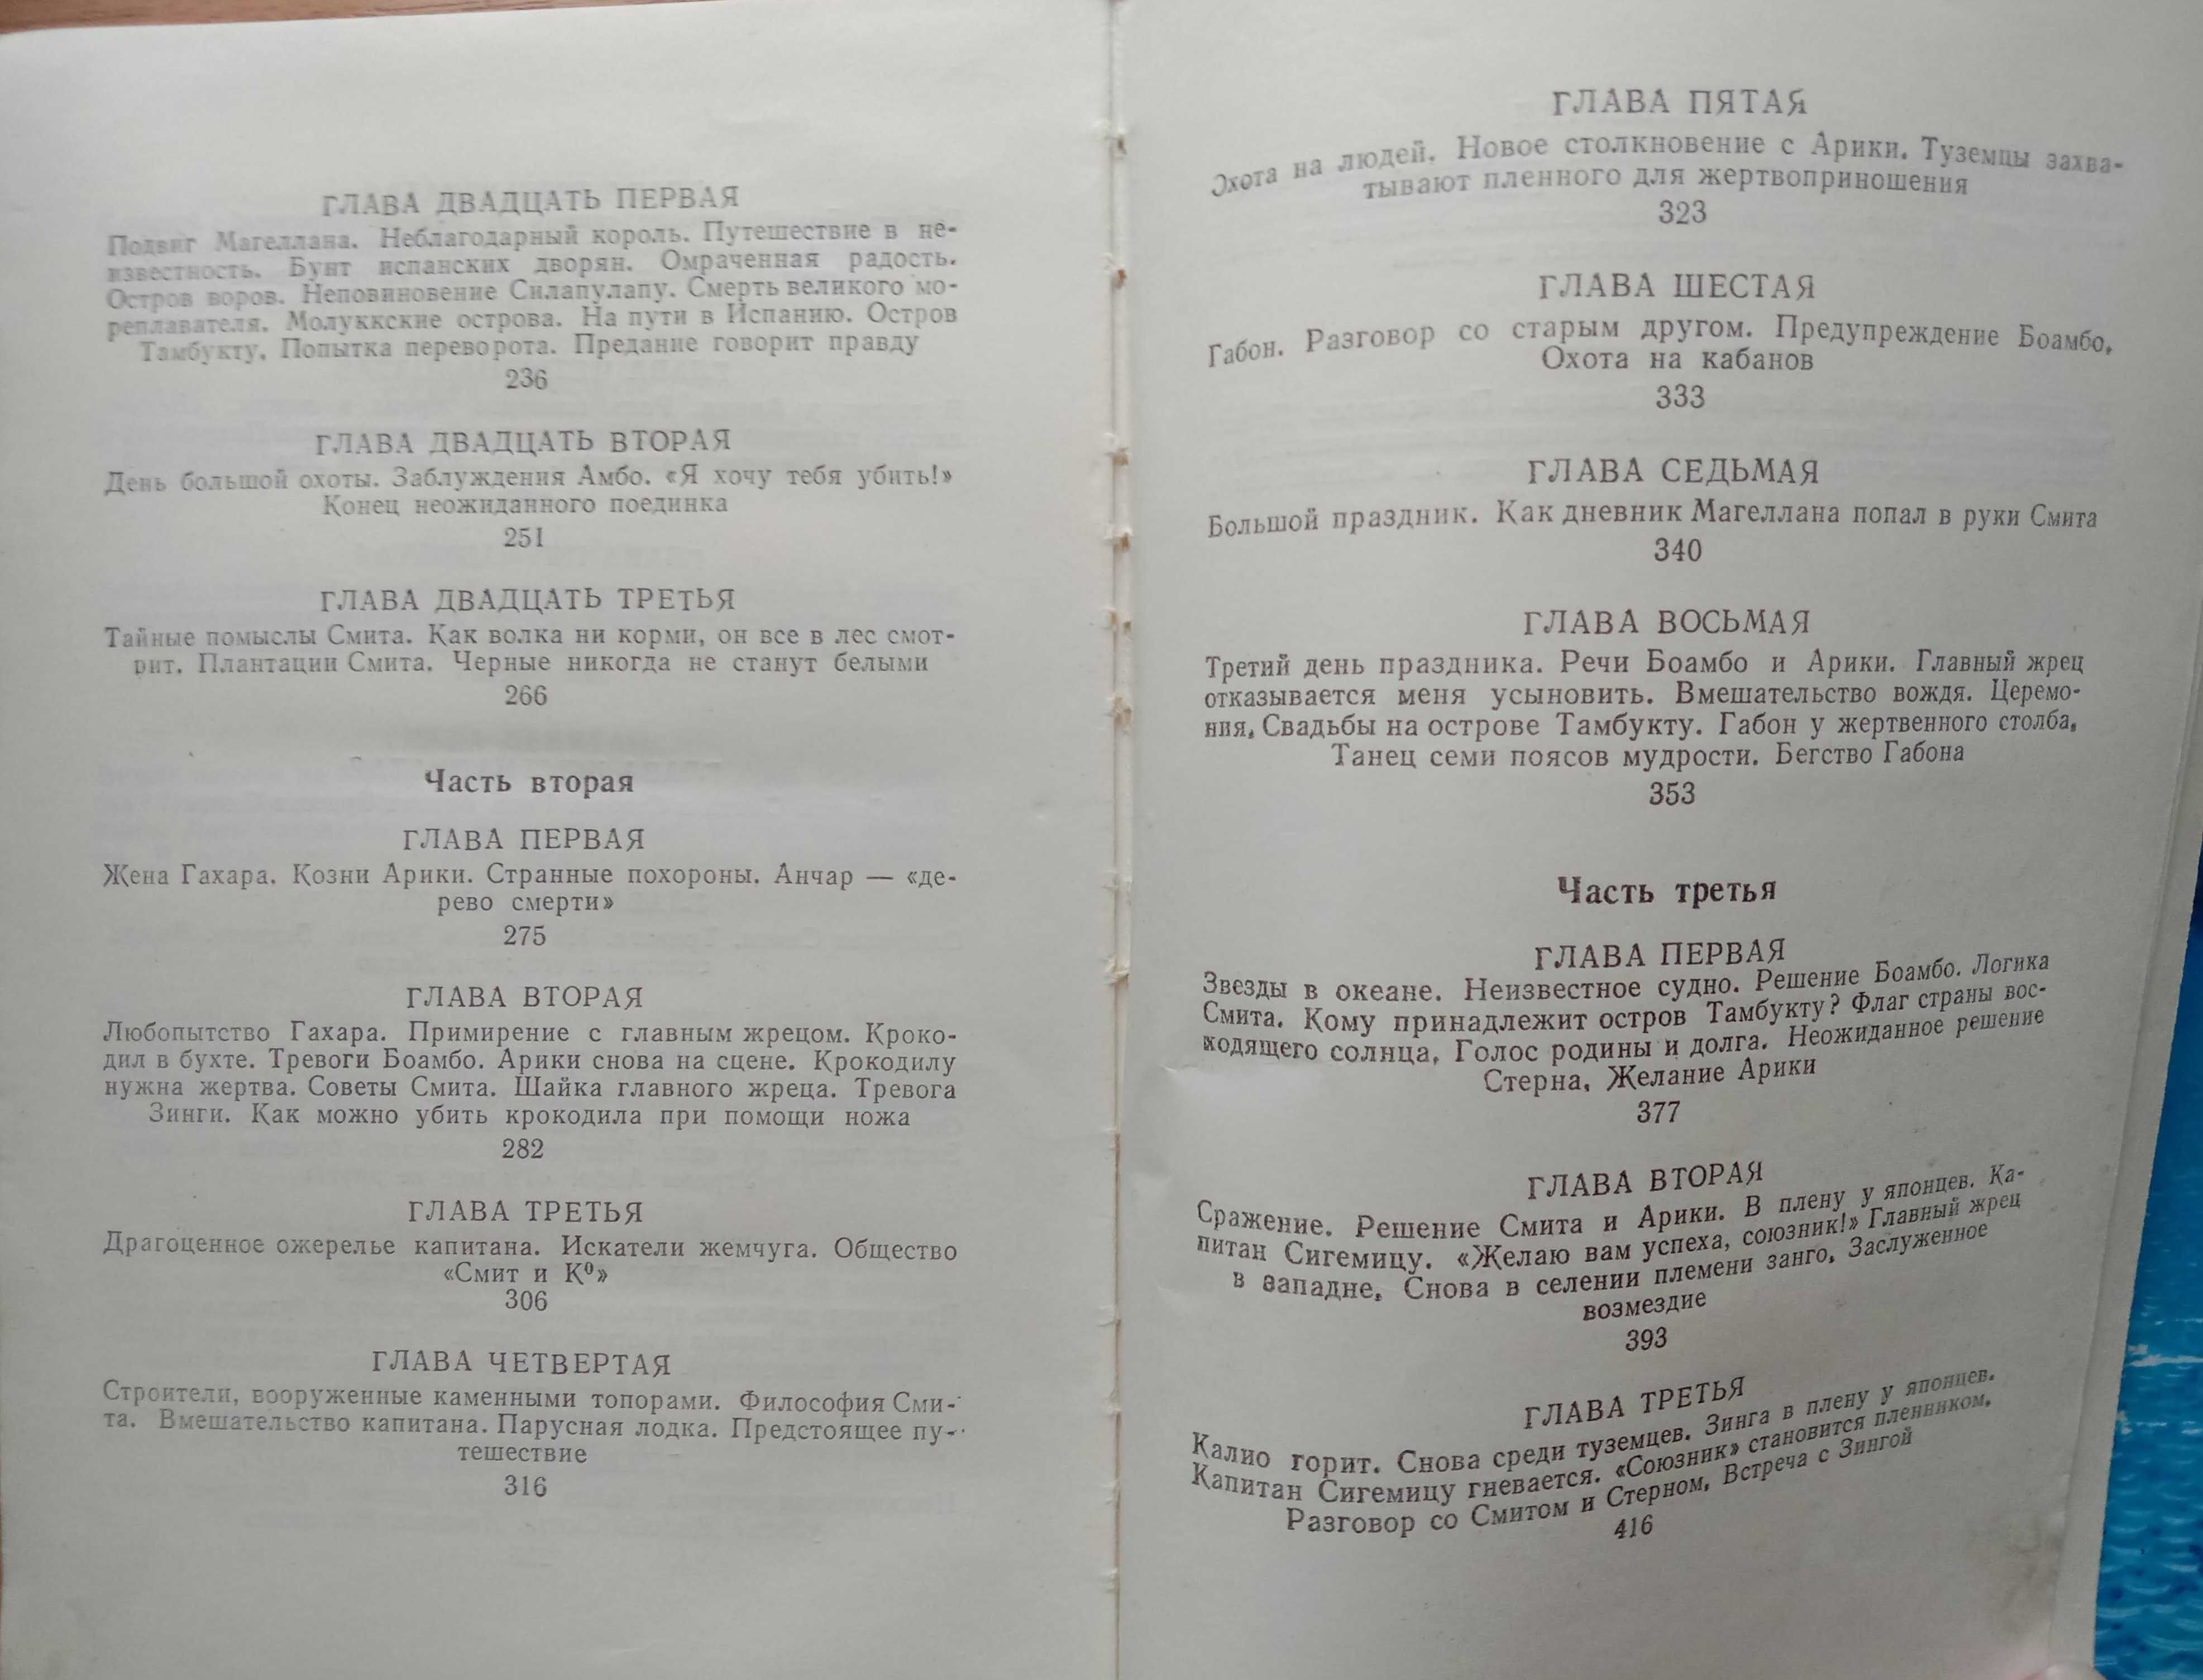 ГЛАВА ДВАДЦАТЬ ПЕРВАЯ
Подвиг Магеллана. Неблагодарный король. Путешествие в не-
известность. Бунт испанских дворян. Омраченная радость.
Остров воров. Неповиновение Силапулапу. Смерть великого мо-
реплавателя. Молуккские острова. На пути в Испанию. Остров
Тамбукту. Попытка переворота. Предание говорит правду
236
ГЛАВА ДВАДЦАТЬ ВТОРАЯ
День большой охоты. Заблуждения Амбо. «Я хочу тебя убить!»
Конец неожиданного поединка
251
ГЛАВА ДВАДЦАТЬ ТРЕТЬЯ
Тайные помыслы Смита. Как волка ни корми, он все в лес смот-
рит. Плантации Смита. Черные никогда не станут белыми
266
Часть вторая
ГЛАВА ПЕРВАЯ
Жена Гахара. Козни Арики. Странные похороны. Анчар — «де-
рево смерти»
275
ГЛАВА ВТОРАЯ
Любопытство Гахара. Примирение с главным жрецом. Кроко-
дил в бухте. Тревоги Боамбо. Арики снова на сцене. Крокодилу
нужна жертва. Советы Смита. Шайка главного жреца. Тревога
Зинги. Как можно убить крокодила при помощи ножа
282
ГЛАВА ТРЕТЬЯ
Драгоценное ожерелье капитана. Искатели жемчуга. Общество
«Смит и К⁰»
306
ГЛАВА ЧЕТВЕРТАЯ
Строители, вооруженные каменными топорами. Философия Сми-
та. Вмешательство капитана. Парусная лодка. Предстоящее пу-
тешествие
316
ГЛАВА ПЯТАЯ
Охота на людей. Новое столкновение с Арики. Туземцы захва-
тывают пленного для жертвоприношения
323
ГЛАВА ШЕСТАЯ
Габон. Разговор со старым другом. Предупреждение Боамбо.
Охота на кабанов
333
ГЛАВА СЕДЬМАЯ
Большой праздник. Как дневник Магеллана попал в руки Смита
340
ГЛАВА ВОСЬМАЯ
Третий день праздника. Речи Боамбо и Арики. Главный жрец
отказывается меня усыновить. Вмешательство вождя. Церемо-
ния. Свадьбы на острове Тамбукту. Габон у жертвенного столба.
Танец семи поясов мудрости. Бегство Габона
353
Часть третья
ГЛАВА ПЕРВАЯ
Звезды в океане. Неизвестное судно. Решение Боамбо. Логика
Смита. Кому принадлежит остров Тамбукту? Флаг страны вос-
ходящего солнца. Голос родины и долга. Неожиданное решение
Стерна. Желание Арики
377
ГЛАВА ВТОРАЯ
Сражение. Решение Смита и Арики. В плену у японцев. Ка-
питан Сигемицу. «Желаю вам успеха, союзник!» Главный жрец
в западне. Снова в селении племени занго. Заслуженное
возмездие
393
ГЛАВА ТРЕТЬЯ
Калио горит. Снова среди туземцев. Зинга в плену у японцев.
Капитан Сигемицу гневается. «Союзник» становится пленником.
Разговор со Смитом и Стерном. Встреча с Зингой
416